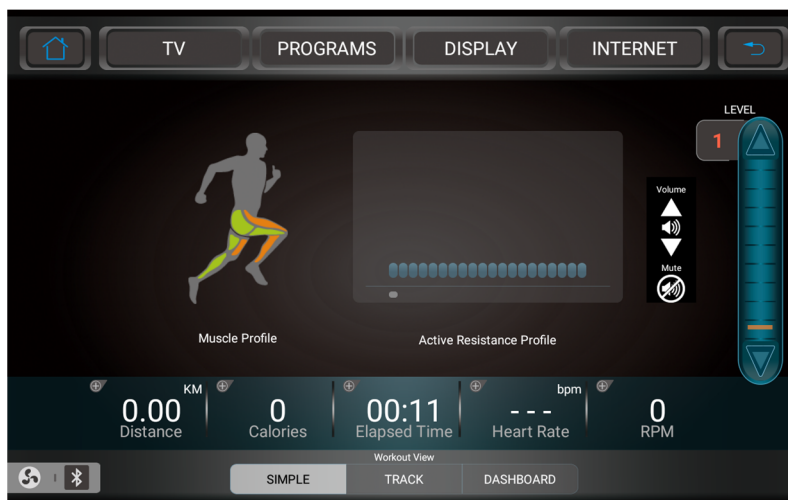 TV
PROGRAMS
DISPLAY
INTERNET
LEVEL
1
Volume
Mute
Muscle Profile
Active Resistance Profile
KM
0.00
Distance
0
Calories
00:11
Elapsed Time
bpm
- - -
Heart Rate
0
RPM
Workout View
SIMPLE
TRACK
DASHBOARD